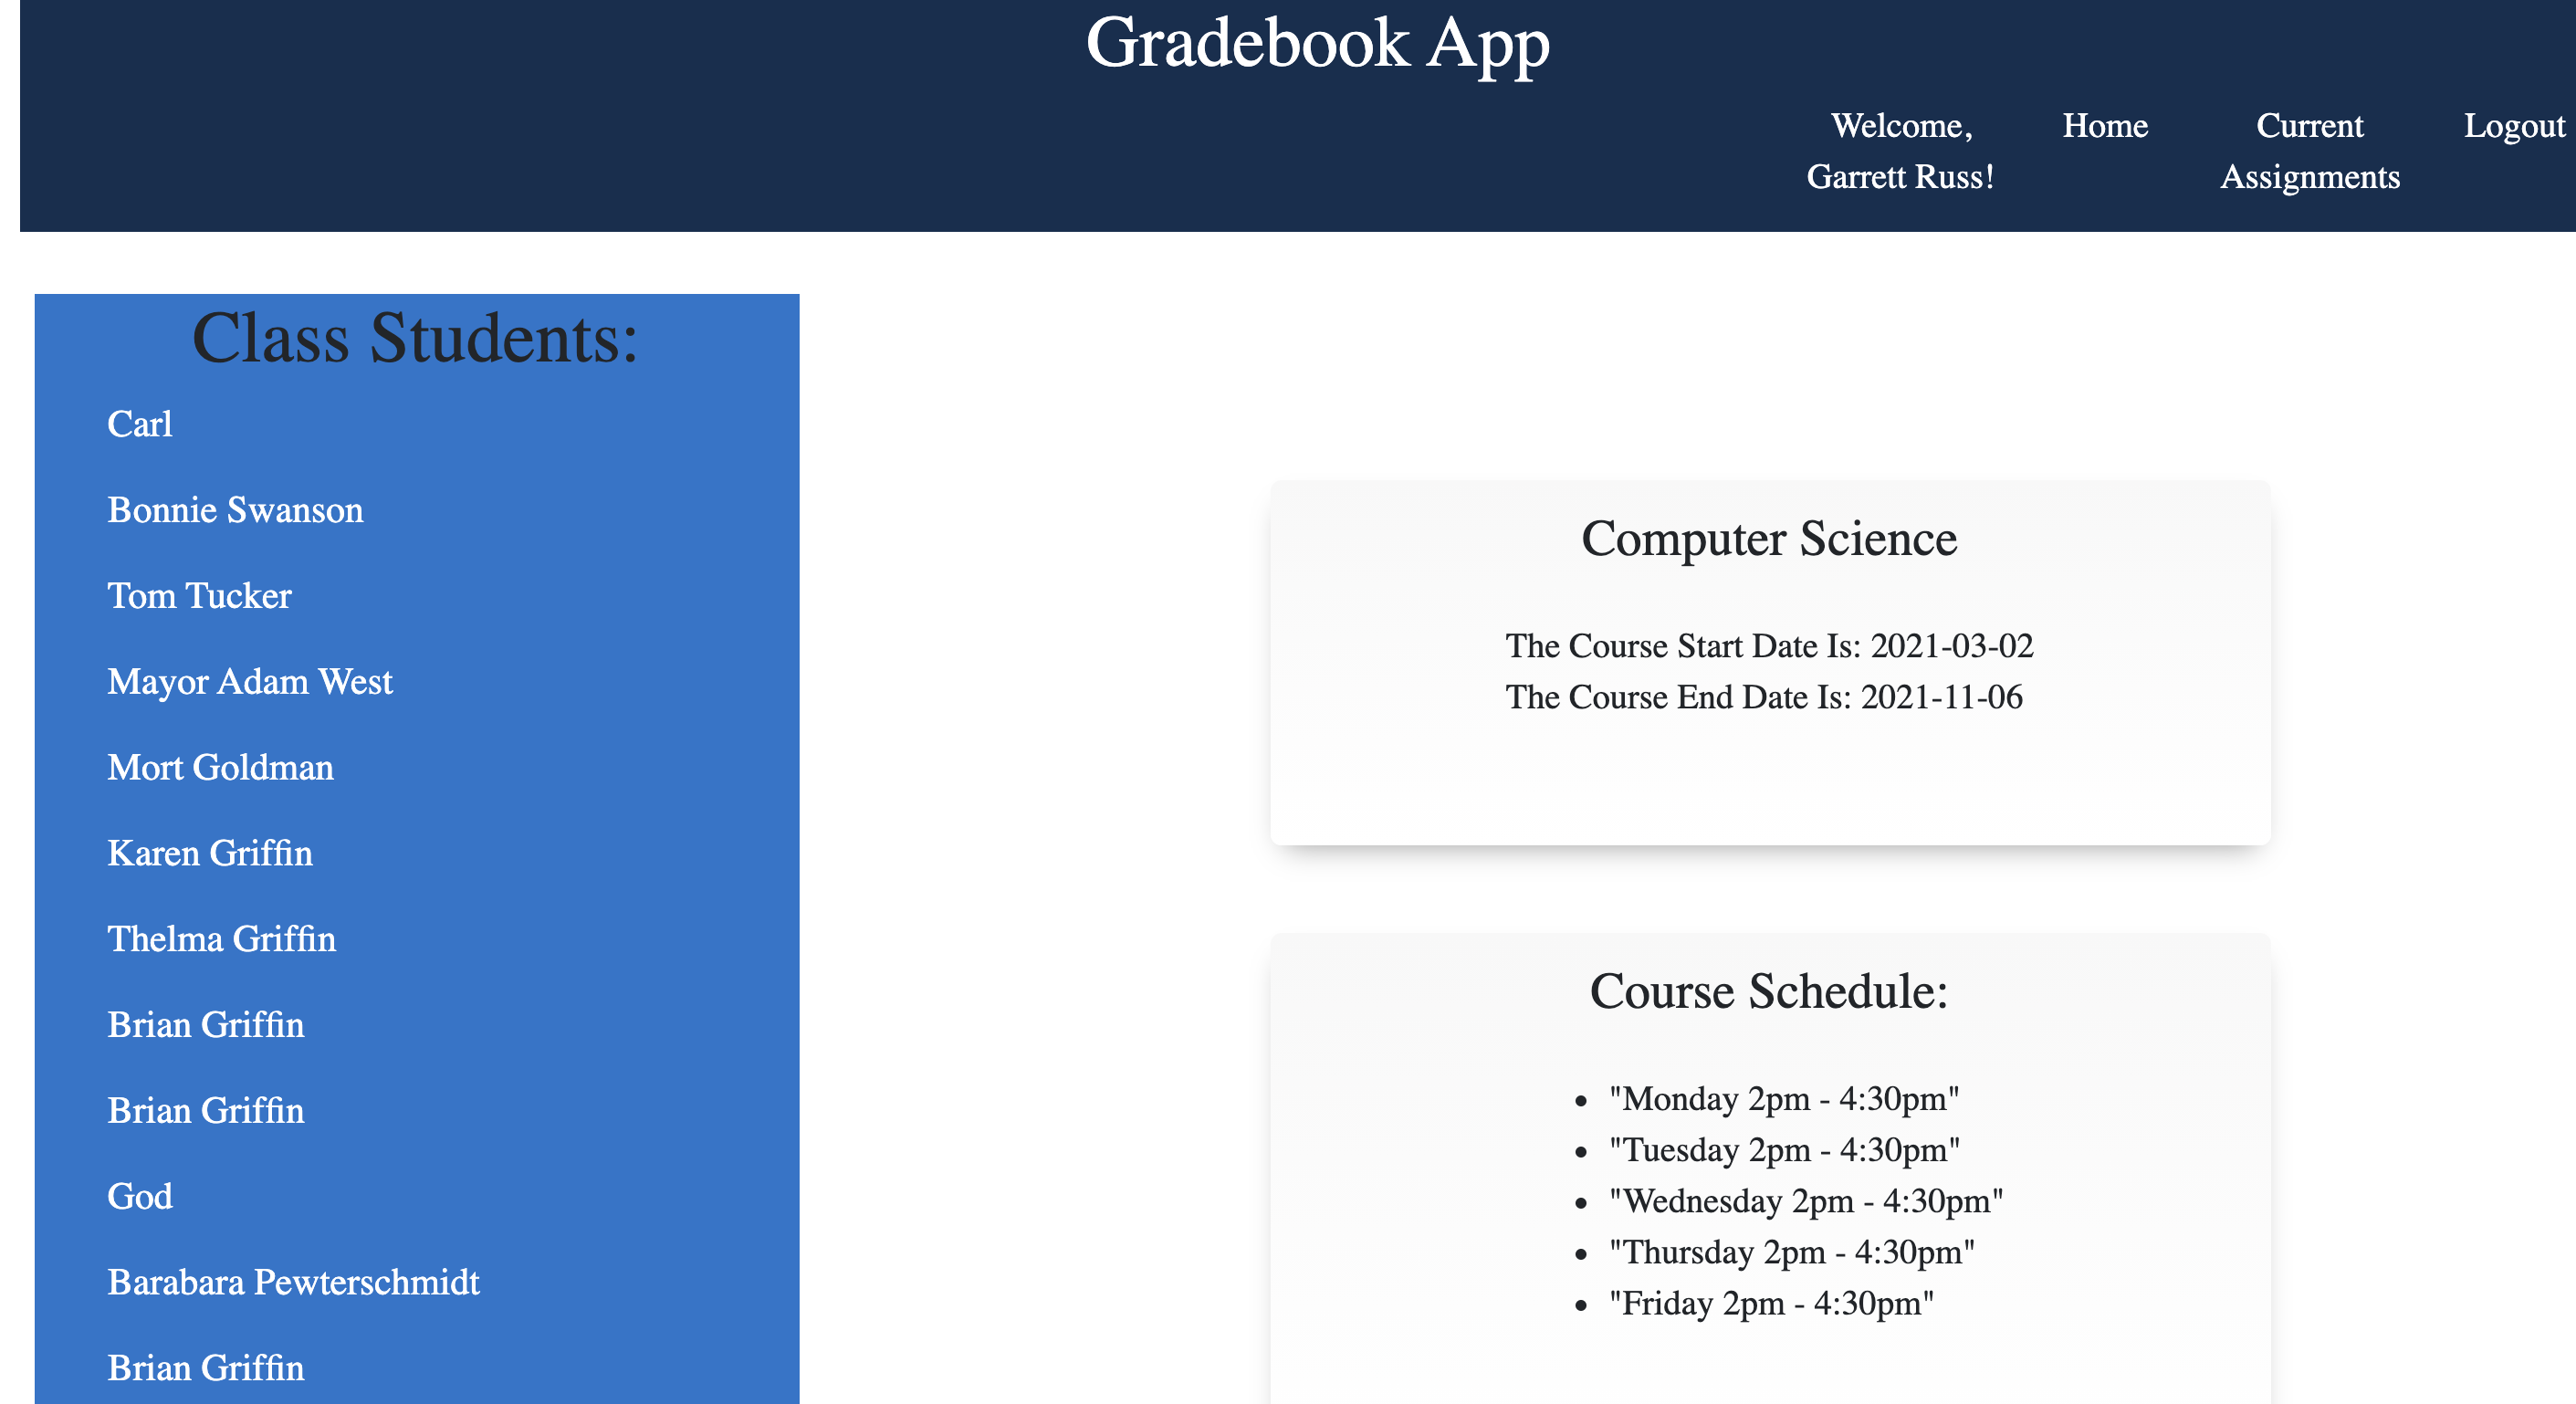 Gradebook App
Welcome,
Garrett Russ!
Home
Current
Assignments
Logout
Class Students:
Carl
Bonnie Swanson
Tom Tucker
Mayor Adam West
Mort Goldman
Karen Griffin
Thelma Griffin
Brian Griffin
Brian Griffin
God
Barabara Pewterschmidt
Brian Griffin
Computer Science
The Course Start Date Is: 2021-03-02
The Course End Date Is: 2021-11-06
Course Schedule:
• "Monday 2pm - 4:30pm"
• "Tuesday 2pm - 4:30pm"
• "Wednesday 2pm - 4:30pm"
• "Thursday 2pm - 4:30pm"
• "Friday 2pm - 4:30pm"